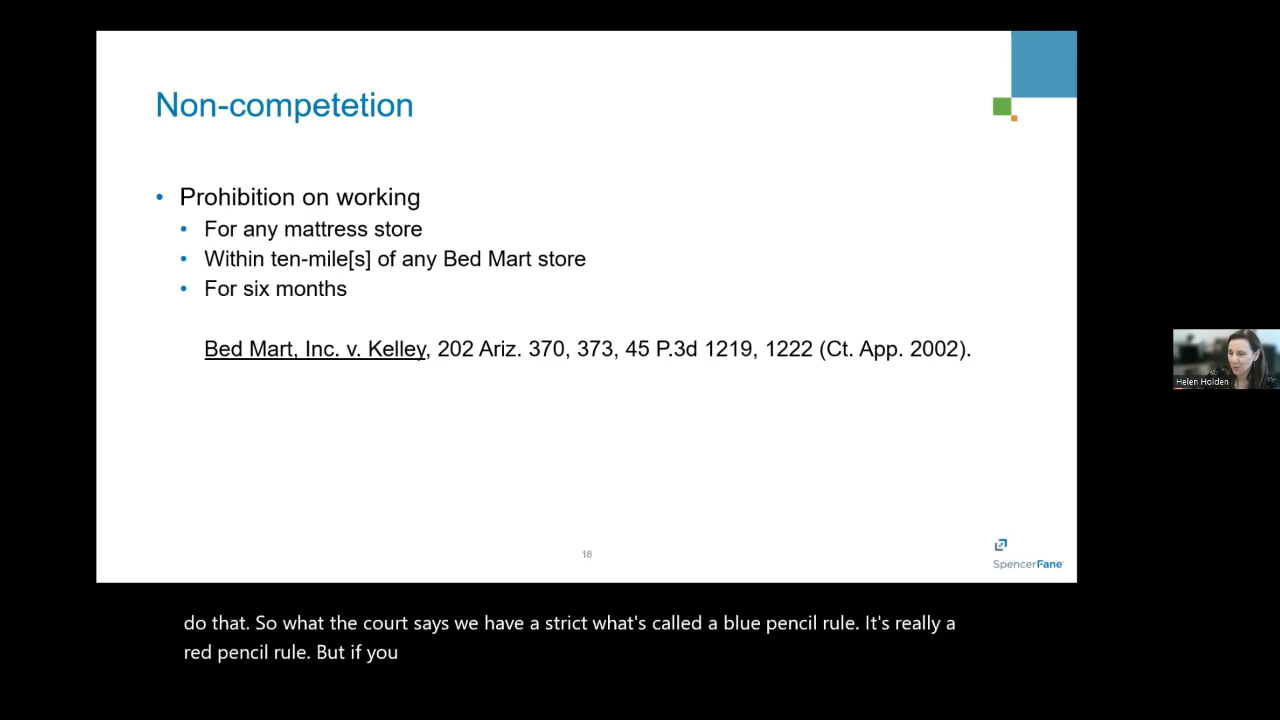 Non-competetion
• Prohibition on working
• For any mattress store
• Within ten-mile[s] of any Bed Mart store
• For six months
Bed Mart, Inc. v. Kelley, 202 Ariz. 370, 373, 45 P.3d 1219, 1222 (Ct. App. 2002).
Helen Holden
18
SpencerFane
do that. So what the court says we have a strict what's called a blue pencil rule. It's really a
red pencil rule. But if you